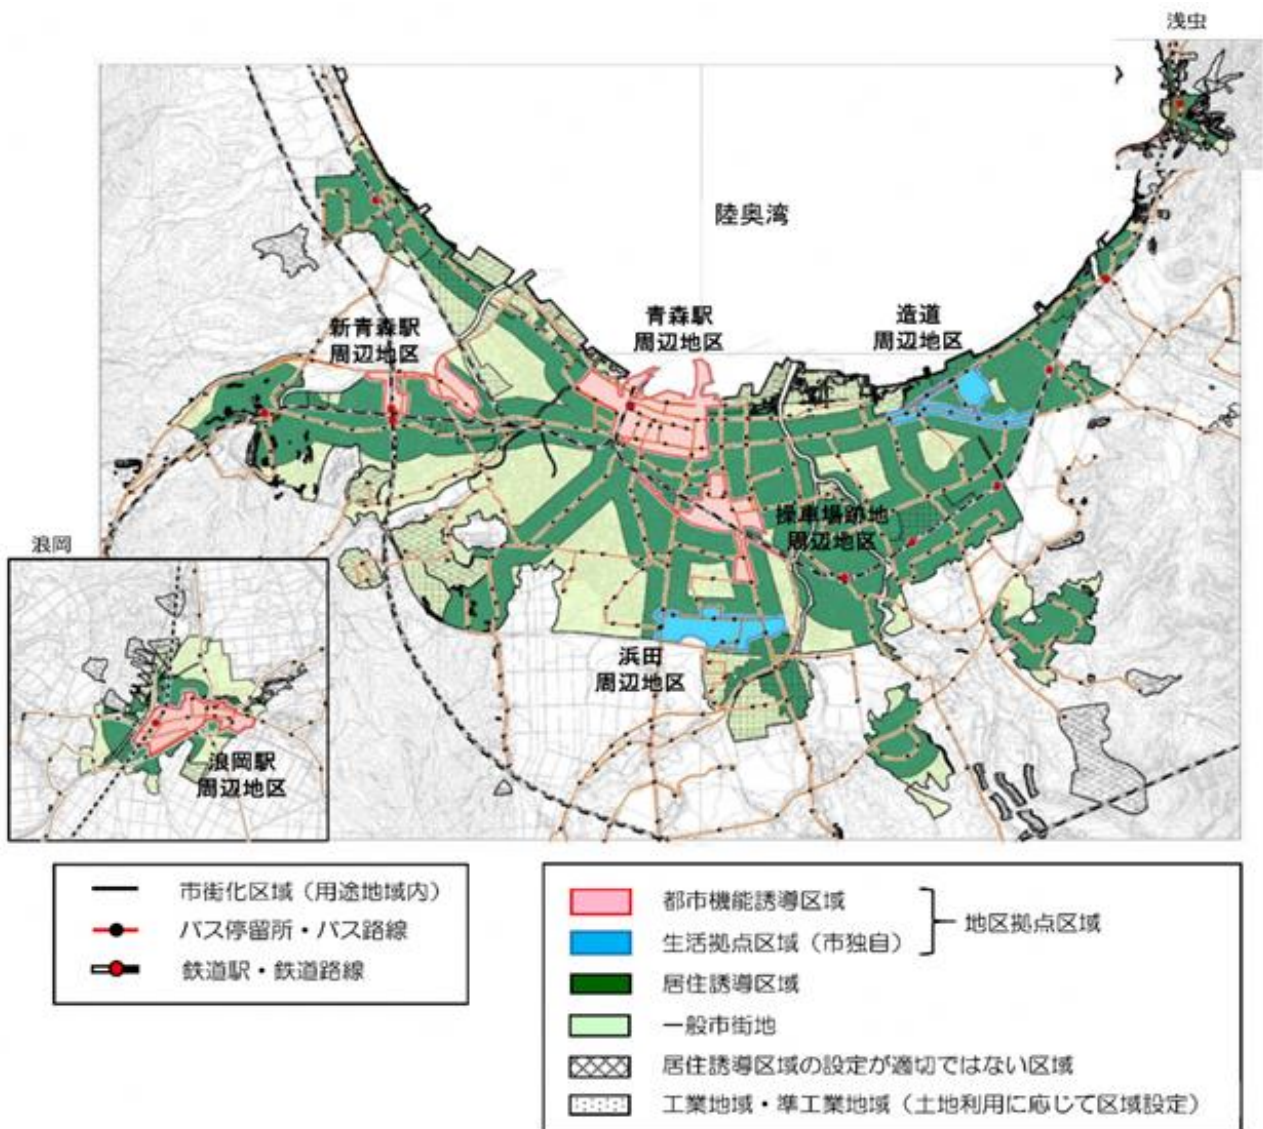 浅虫
陸奥湾
新青森駅
周辺地区
青森駅
周辺地区
造道
周辺地区
操車場跡地
周辺地区
浪岡
浜田
周辺地区
浪岡駅
周辺地区
市街化区域（用途地域内）
バス停留所・バス路線
鉄道駅・鉄道路線
都市機能誘導区域
生活拠点区域（市独自）
地区拠点区域
居住誘導区域
一般市街地
居住誘導区域の設定が適切ではない区域
工業地域・準工業地域（土地利用に応じて区域設定）